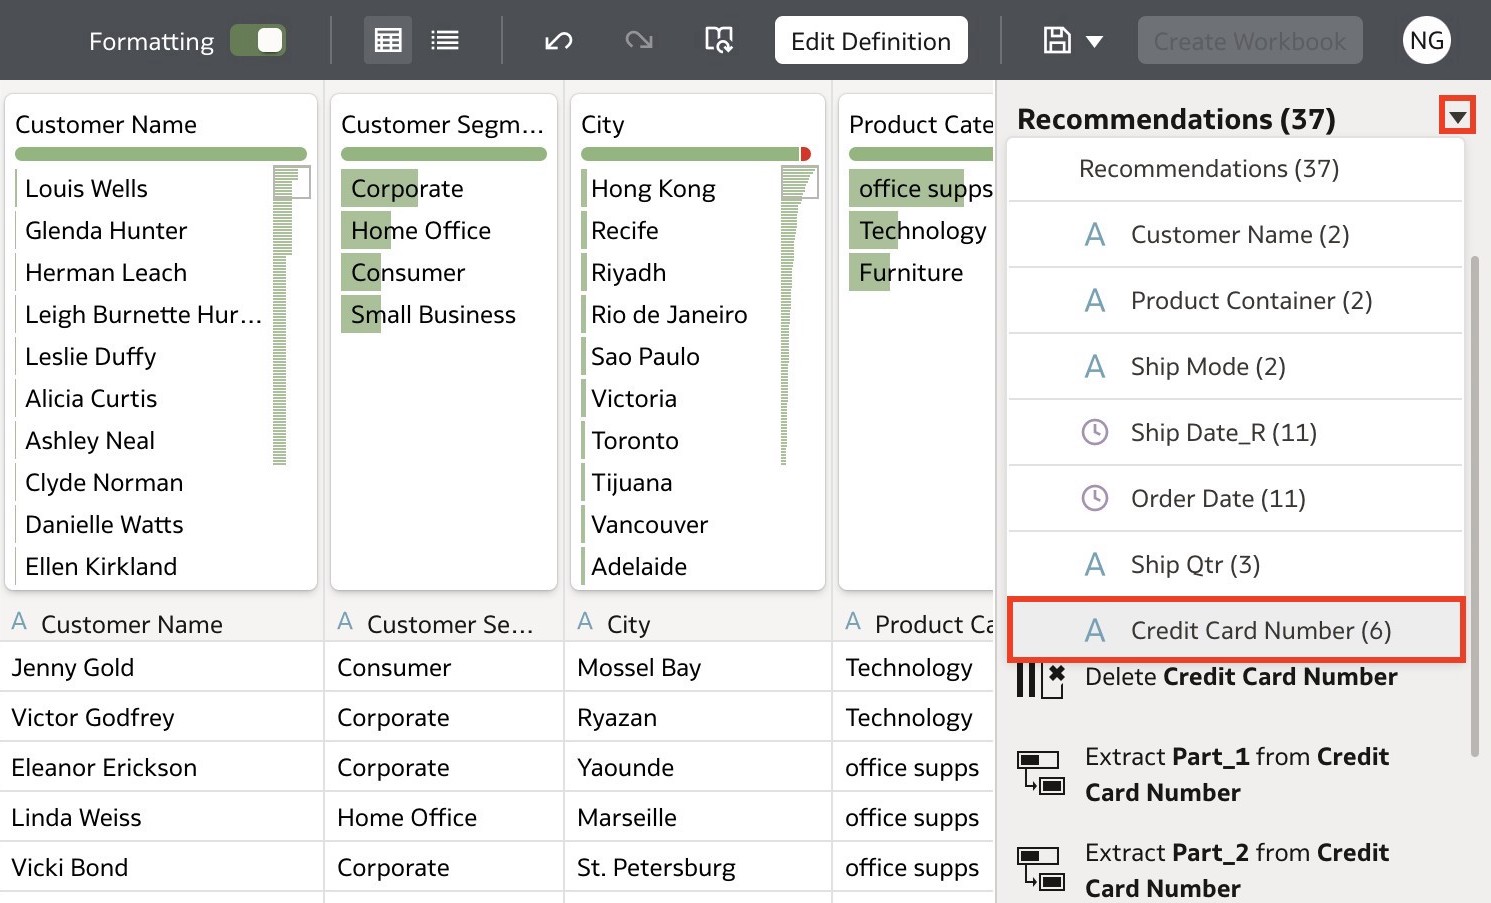 Formatting
Edit Definition
Create Workbook
NG
Customer Name
Louis Wells
Glenda Hunter
Herman Leach
Leigh Burnette Hur...
Leslie Duffy
Alicia Curtis
Ashley Neal
Clyde Norman
Danielle Watts
Ellen Kirkland
Customer Segm...
Corporate
Home Office
Consumer
Small Business
City
Hong Kong
Recife
Riyadh
Rio de Janeiro
Sao Paulo
Victoria
Toronto
Tijuana
Vancouver
Adelaide
Product Cate
office supps
Technology
Furniture
A Customer Name A Customer Se... A City A Product Ca
Jenny Gold Consumer Mossel Bay Technology
Victor Godfrey Corporate Ryazan Technology
Eleanor Erickson Corporate Yaounde office supps
Linda Weiss Home Office Marseille office supps
Vicki Bond Corporate St. Petersburg office supps
Recommendations (37)
Recommendations (37)
A Customer Name (2)
A Product Container (2)
A Ship Mode (2)
Ship Date_R (11)
Order Date (11)
A Ship Qtr (3)
A Credit Card Number (6)
Delete Credit Card Number
Extract Part_1 from Credit
Card Number
Extract Part_2 from Credit
Card Number